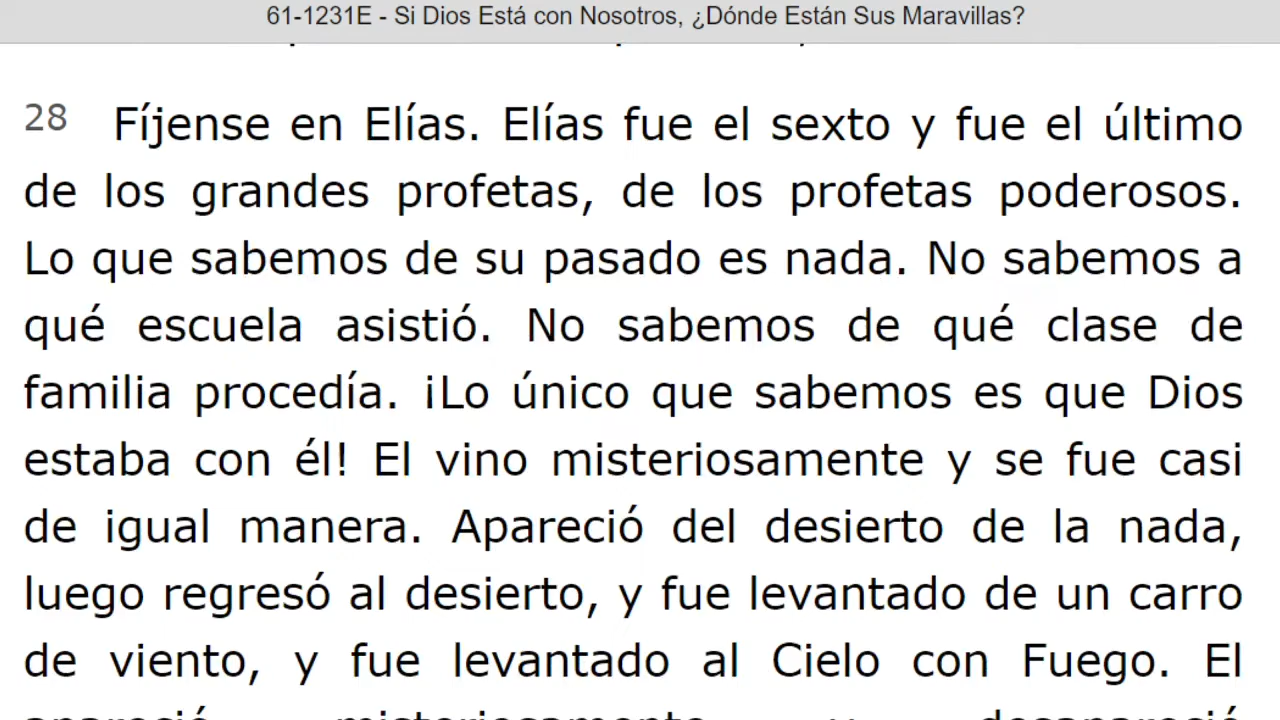 61-1231E - Si Dios Está con Nosotros, ¿Dónde Están Sus Maravillas?
28 Fíjense en Elías. Elías fue el sexto y fue el último
de los grandes profetas, de los profetas poderosos.
Lo que sabemos de su pasado es nada. No sabemos a
qué escuela asistió. No sabemos de qué clase de
familia procedía. ¡Lo único que sabemos es que Dios
estaba con él! El vino misteriosamente y se fue casi
de igual manera. Apareció del desierto de la nada,
luego regresó al desierto, y fue levantado de un carro
de viento, y fue levantado al Cielo con Fuego. El